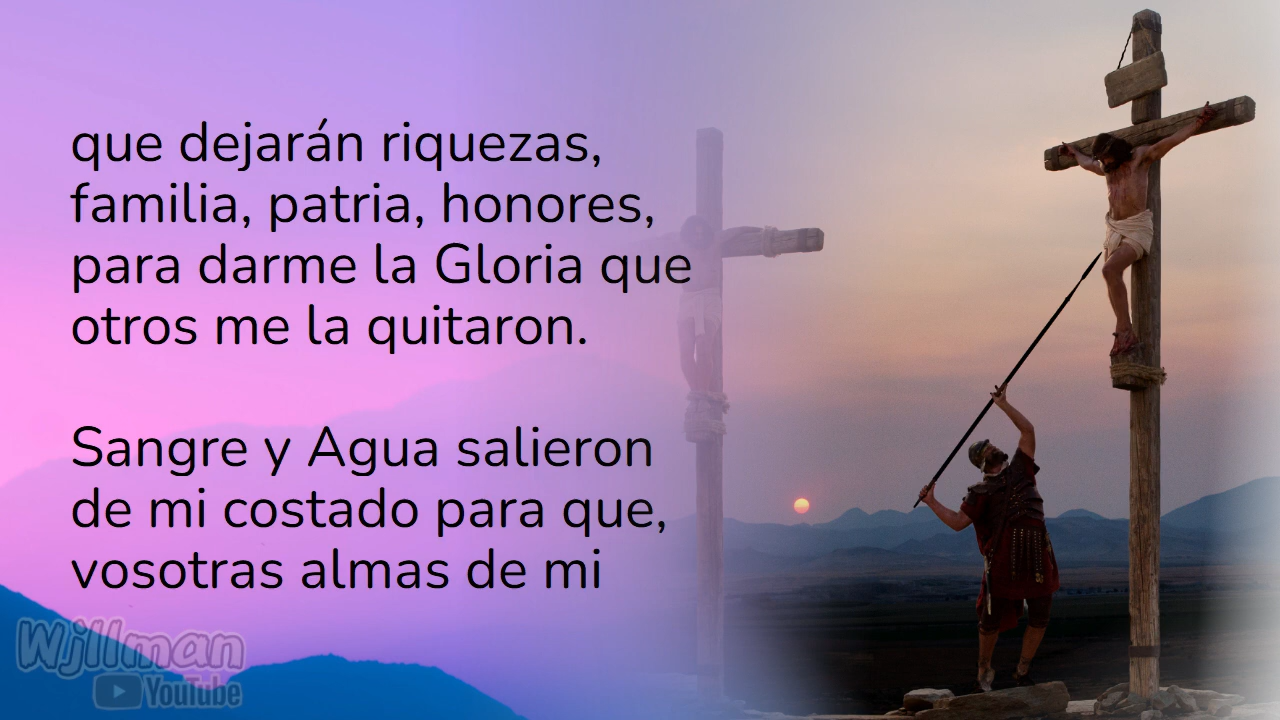 que dejarán riquezas,
familia, patria, honores,
para darme la Gloria que
otros me la quitaron.
Sangre y Agua salieron
de mi costado para que,
vosotras almas de mi
Wjllman
YouTube